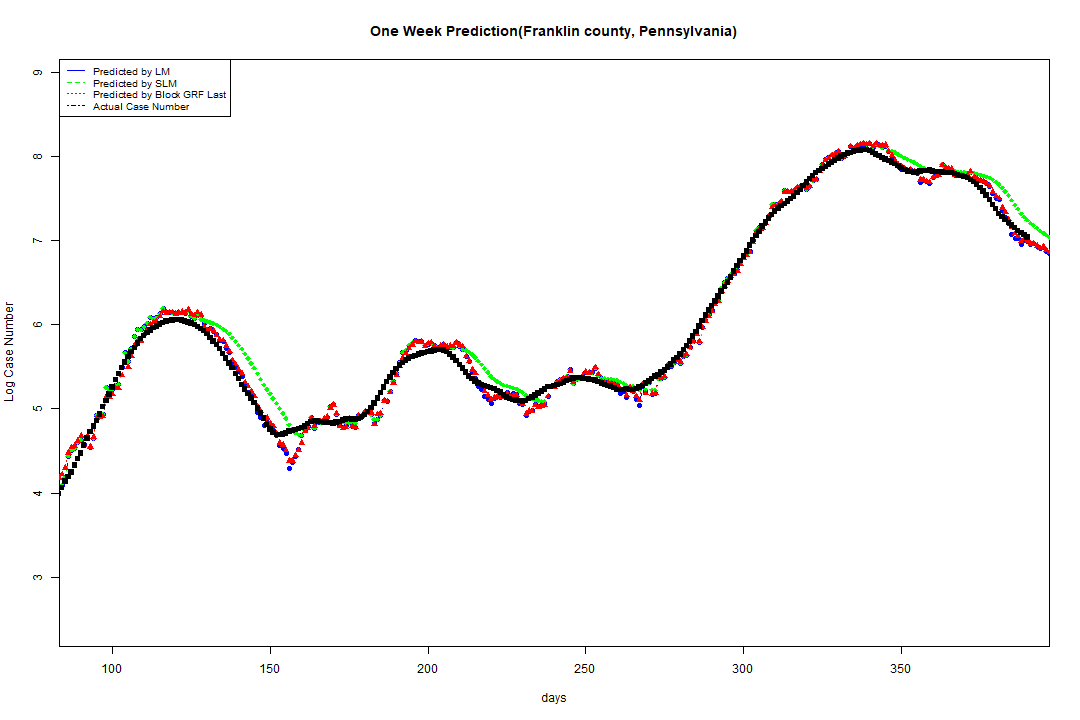 One Week Prediction(Franklin county, Pennsylvania)
Predicted by LM
Predicted by SLM
Predicted by Block GRF Last
Actual Case Number
9
8
7
6
5
4
3
Log Case Number
100 150 200 250 300 350
days